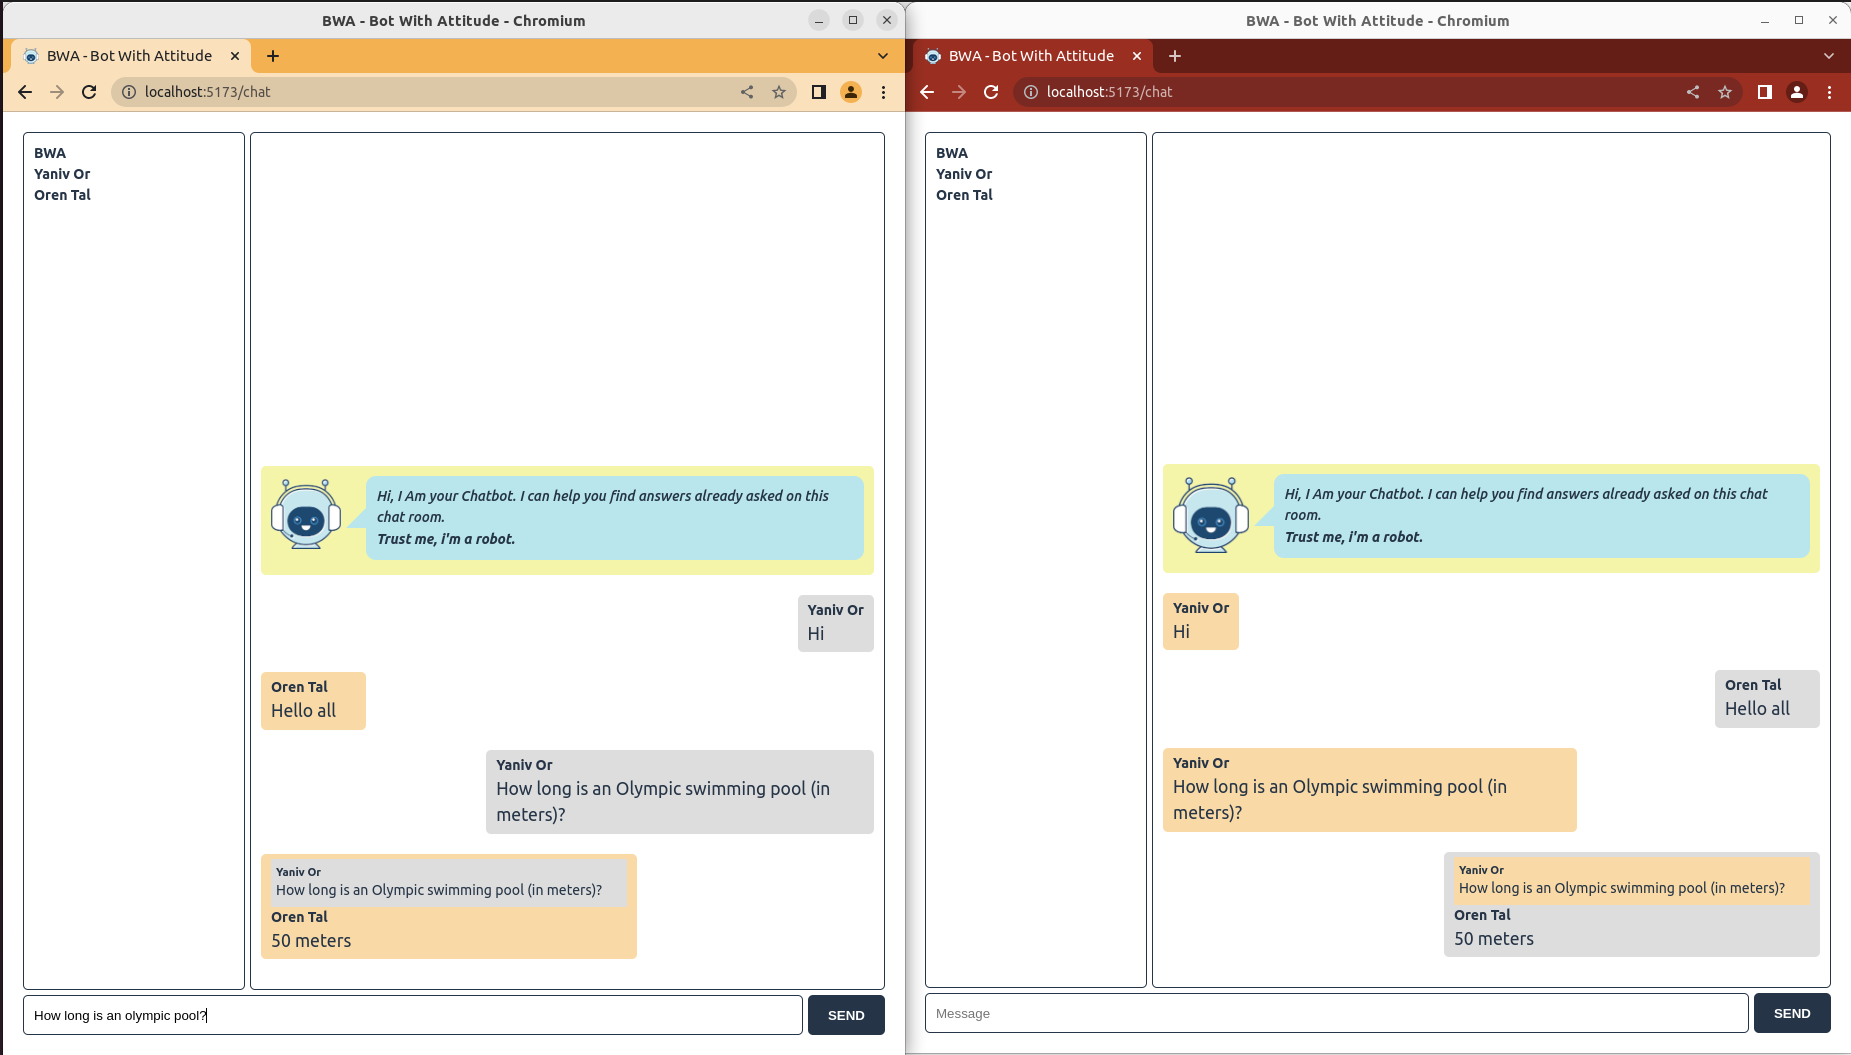 BWA - Bot With Attitude - Chromium
BWA - Bot With Attitude
localhost:5173/chat
BWA
Yaniv Or
Oren Tal
Hi, I Am your Chatbot. I can help you find answers already asked on this
chat room.
Trust me, i'm a robot.
Yaniv Or
Hi
Oren Tal
Hello all
Yaniv Or
How long is an Olympic swimming pool (in
meters)?
Yaniv Or
How long is an Olympic swimming pool (in meters)?
Oren Tal
50 meters
How long is an olympic pool?
SEND
BWA - Bot With Attitude - Chromium
BWA - Bot With Attitude
localhost:5173/chat
BWA
Yaniv Or
Oren Tal
Hi, I Am your Chatbot. I can help you find answers already asked on this chat
room.
Trust me, i'm a robot.
Yaniv Or
Hi
Oren Tal
Hello all
Yaniv Or
How long is an Olympic swimming pool (in
meters)?
Yaniv Or
How long is an Olympic swimming pool (in meters)?
Oren Tal
50 meters
Message
SEND